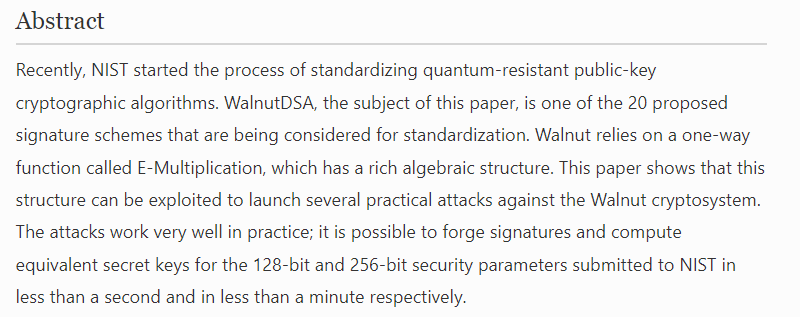 Abstract
Recently, NIST started the process of standardizing quantum-resistant public-key
cryptographic algorithms. WalnutDSA, the subject of this paper, is one of the 20 proposed
signature schemes that are being considered for standardization. Walnut relies on a one-way
function called E-Multiplication, which has a rich algebraic structure. This paper shows that this
structure can be exploited to launch several practical attacks against the Walnut cryptosystem.
The attacks work very well in practice; it is possible to forge signatures and compute
equivalent secret keys for the 128-bit and 256-bit security parameters submitted to NIST in
less than a second and in less than a minute respectively.